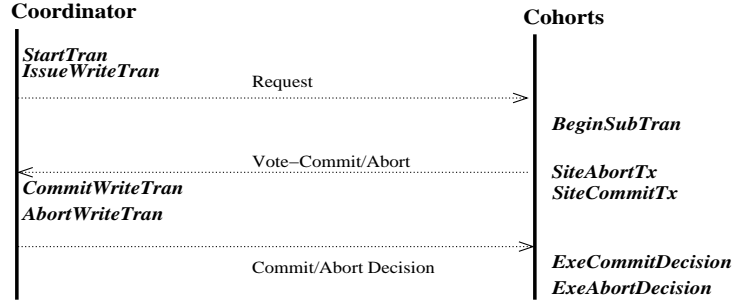 Coordinator
Cohorts
StartTran
IssueWriteTran
Request
BeginSubTran
Vote−Commit/Abort
SiteAbortTx
SiteCommitTx
CommitWriteTran
AbortWriteTran
Commit/Abort Decision
ExeCommitDecision
ExeAbortDecision